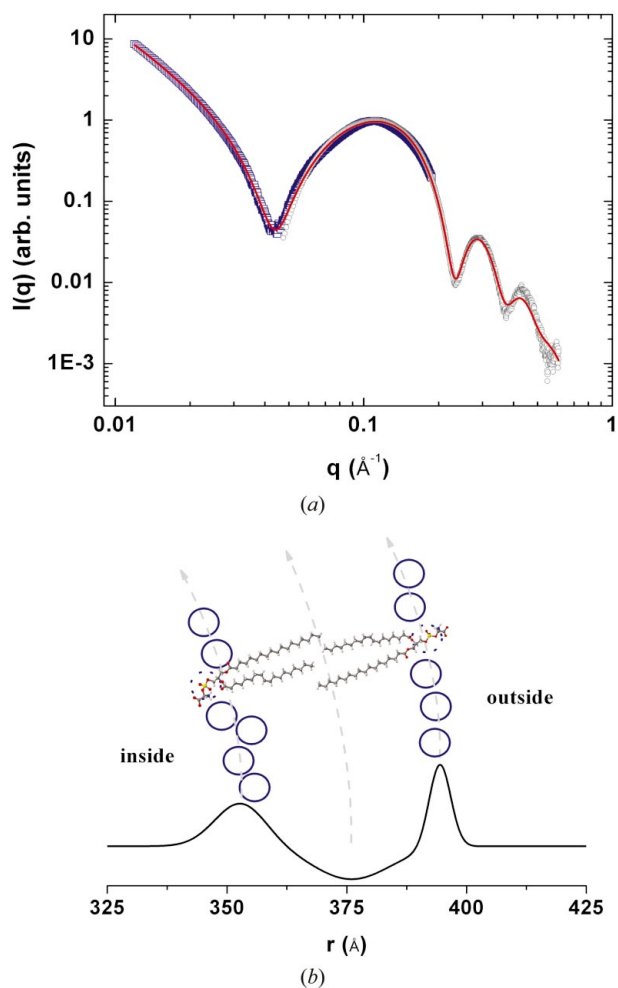 10
1
0.1
0.01
1E-3
I(q) (arb. units)
0.01 0.1 1
q (Å⁻¹)
(a)
outside
inside
325 350 375 400 425
r (Å)
(b)